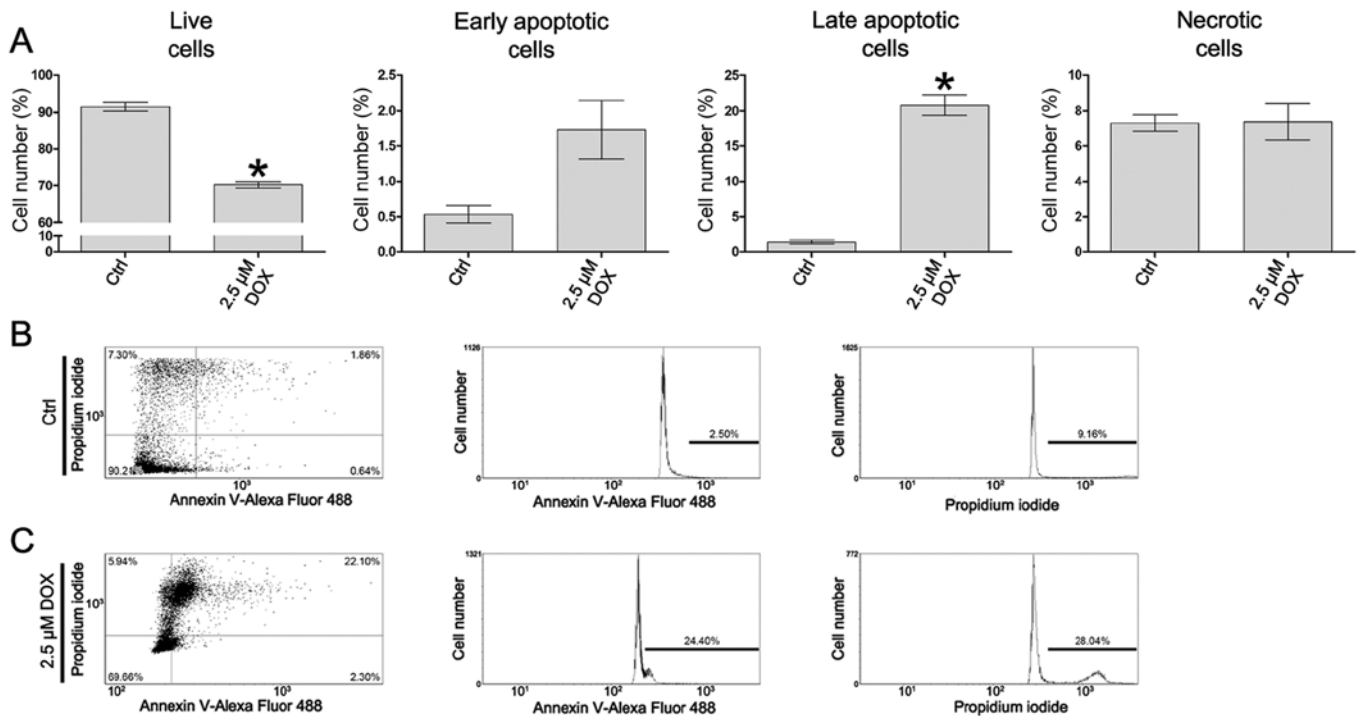 A
Live
cells
Early apoptotic
cells
Late apoptotic
cells
Necrotic
cells
Cell number (%)
100
90
80
70
60
10
0
*
Ctrl
2.5 µM
DOX
Cell number (%)
2.5
2.0
1.5
1.0
0.5
0.0
Ctrl
2.5 µM
DOX
Cell number (%)
25
20
15
10
5
0
*
Ctrl
2.5 µM
DOX
Cell number (%)
10
8
6
4
2
0
Ctrl
2.5 µM
DOX
B
Ctrl
Propidium iodide
7.30%
1.86%
10³
90.21
0.64%
10³
Annexin V-Alexa Fluor 488
Cell number
1126
2.50%
0
10¹
10²
10³
Annexin V-Alexa Fluor 488
Cell number
1625
9.16%
0
10¹
10²
10³
Propidium iodide
C
2.5 µM DOX
Propidium iodide
5.94%
22.10%
10³
69.66%
2.30%
10²
10³
Annexin V-Alexa Fluor 488
Cell number
1321
24.40%
0
10¹
10²
10³
Annexin V-Alexa Fluor 488
Cell number
772
28.04%
0
10¹
10²
10³
Propidium iodide